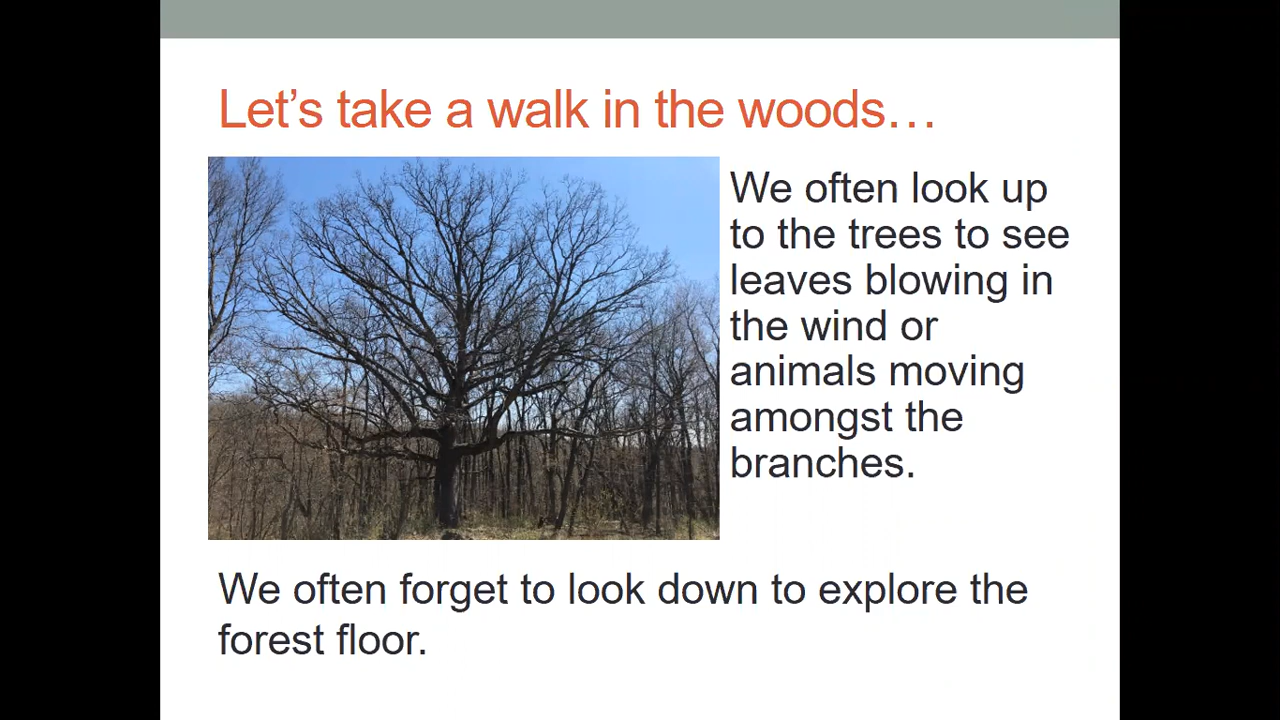 Let’s take a walk in the woods…
We often look up
to the trees to see
leaves blowing in
the wind or
animals moving
amongst the
branches.
We often forget to look down to explore the
forest floor.